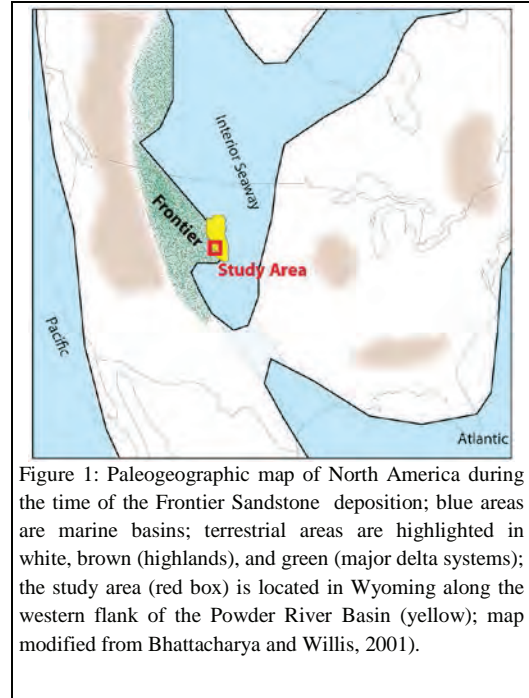 Interior Seaway
Frontier
Study Area
Pacific
Atlantic
Figure 1: Paleogeographic map of North America during
the time of the Frontier Sandstone deposition; blue areas
are marine basins; terrestrial areas are highlighted in
white, brown (highlands), and green (major delta systems);
the study area (red box) is located in Wyoming along the
western flank of the Powder River Basin (yellow); map
modified from Bhattacharya and Willis, 2001).